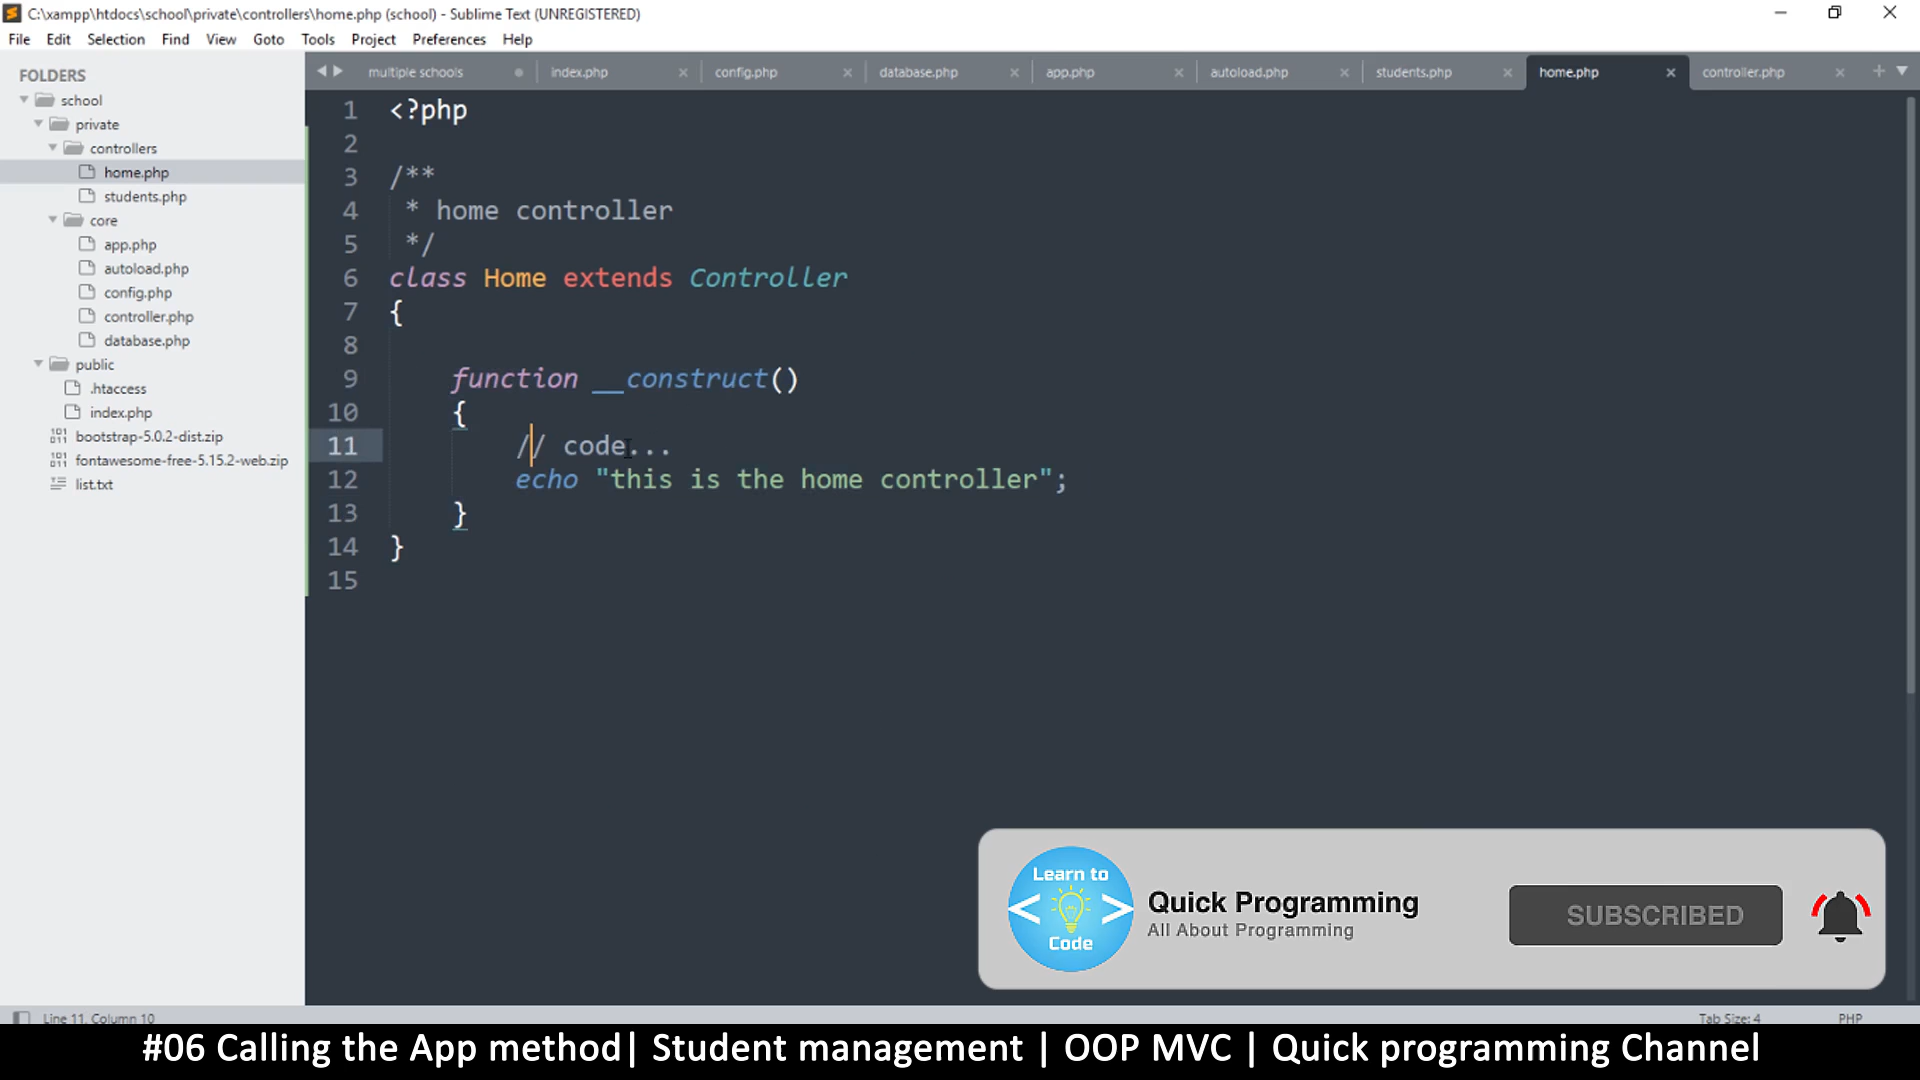 C:\xampp\htdocs\school\private\controllers\home.php (school) - Sublime Text (UNREGISTERED)
File Edit Selection Find View Goto Tools Project Preferences Help
FOLDERS
school
private
controllers
home.php
students.php
core
app.php
autoload.php
config.php
controller.php
database.php
public
.htaccess
index.php
bootstrap-5.0.2-dist.zip
fontawesome-free-5.15.2-web.zip
list.txt
multiple schools index.php config.php database.php app.php autoload.php students.php home.php controller.php
1 <?php
2
3 /**
4 * home controller
5 */
6 class Home extends Controller
7 {
8
9 function __construct()
10 {
11 // code...
12 echo "this is the home controller";
13 }
14 }
15
Learn to
< >
Code
Quick Programming
All About Programming
SUBSCRIBED
Line 11, Column 10 Tab Size: 4 PHP
#06 Calling the App method| Student management | OOP MVC | Quick programming Channel